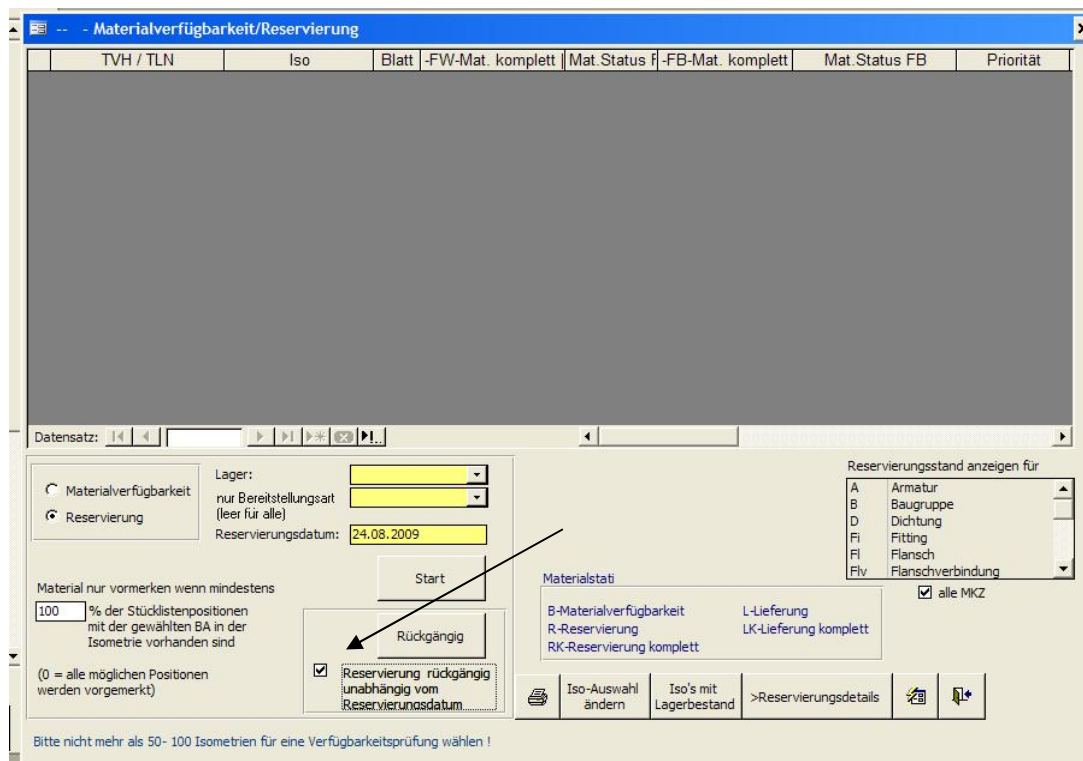 -- - Materialverfügbarkeit/Reservierung
TVH / TLN Iso Blatt -FW-Mat. komplett Mat.Status F -FB-Mat. komplett Mat.Status FB Priorität
Datensatz:
Materialverfügbarkeit
Reservierung
Lager:
nur Bereitstellungsart
(leer für alle)
Reservierungsdatum: 24.08.2009
Start
Material nur vormerken wenn mindestens
100 % der Stücklistenpositionen
mit der gewählten BA in der
Isometrie vorhanden
sind
(0 = alle möglichen Positionen
werden vorgemerkt)
Rückgängig
Reservierung rückgängig
unabhängig vom
Reservierungsdatum
Reservierungsstand anzeigen für
A Armatur
B Baugruppe
D Dichtung
Fi Fitting
Fl Flansch
Flv Flanschverbindung
alle MKZ
Materialstati
B-Materialverfügbarkeit L-Lieferung
R-Reservierung LK-Lieferung komplett
RK-Reservierung komplett
Iso-Auswahl
ändern
Iso's mit
Lagerbestand
>Reservierungsdetails
Bitte nicht mehr als 50- 100 Isometrien für eine Verfügbarkeitsprüfung wählen !